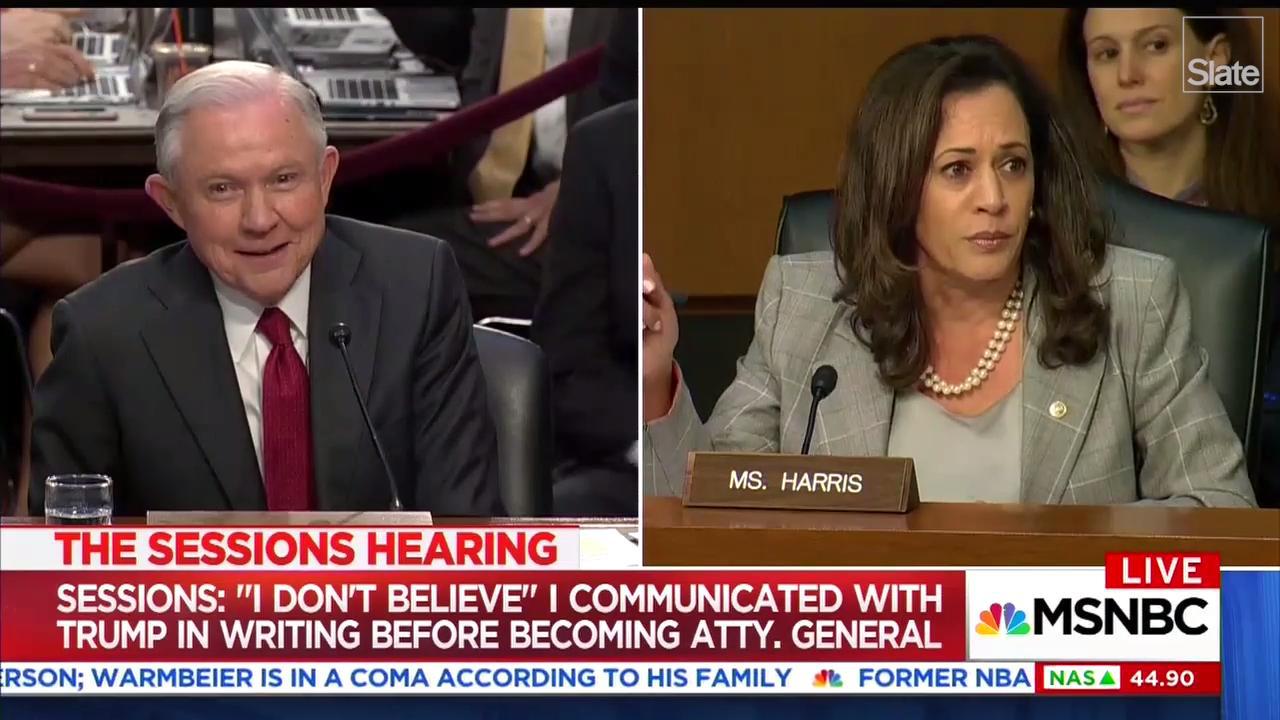 Slate
MS. HARRIS
THE SESSIONS HEARING
LIVE
SESSIONS: "I DON'T BELIEVE" I COMMUNICATED WITH
TRUMP IN WRITING BEFORE BECOMING ATTY. GENERAL
MSNBC
ERSON; WARMBEIER IS IN A COMA ACCORDING TO HIS FAMILY FORMER NBA
NAS▲ 44.90